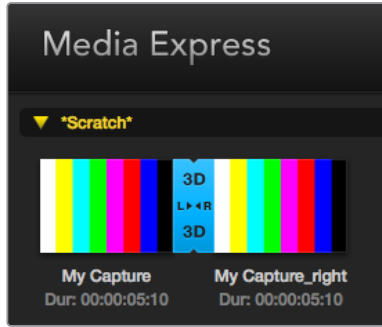 Media Express
*Scratch*
3D
L R
3D
My Capture
My Capture_right
Dur: 00:00:05:10
Dur: 00:00:05:10